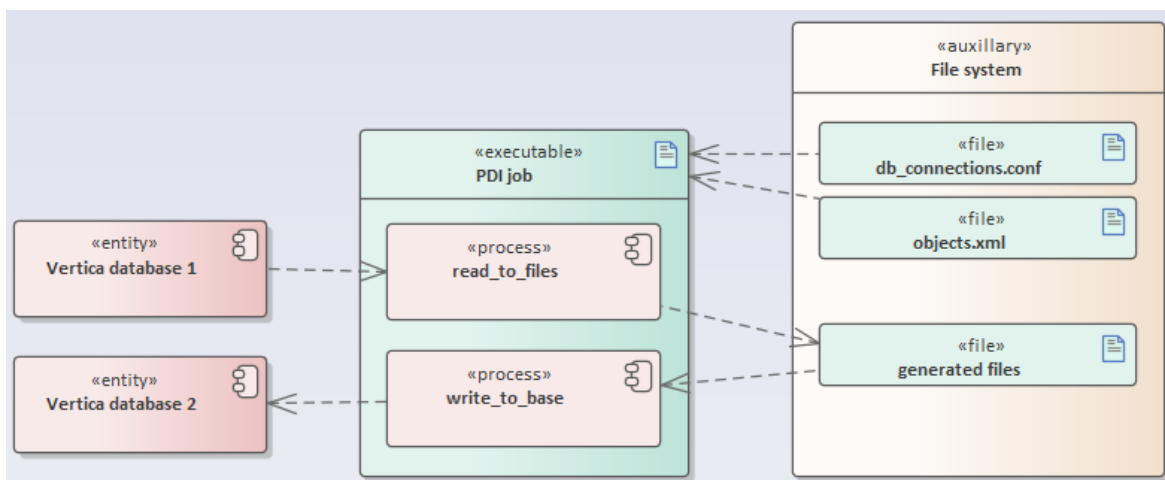 «auxillary»
File system
«file»
db_connections.conf
«file»
objects.xml
«file»
generated files
«executable»
PDI job
«process»
read_to_files
«process»
write_to_base
«entity»
Vertica database 1
«entity»
Vertica database 2